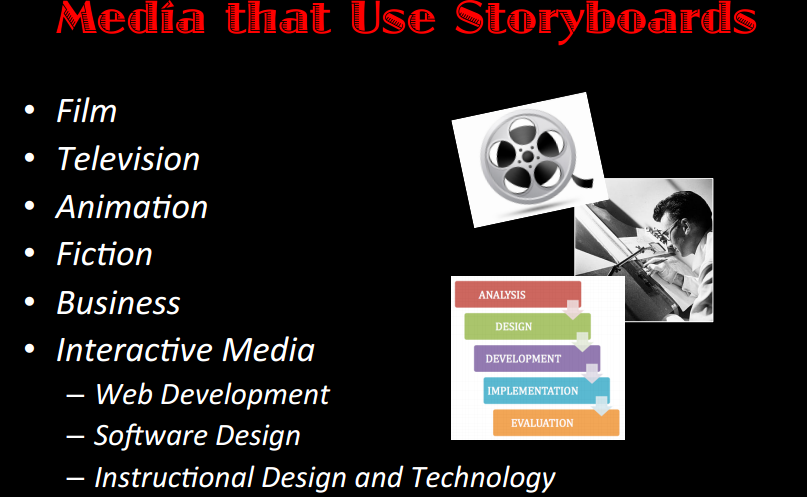 Media that Use Storyboards
• Film
• Television
• Animation
• Fiction
• Business
• Interactive Media
– Web Development
– Software Design
– Instructional Design and Technology
ANALYSIS
DESIGN
DEVELOPMENT
IMPLEMENTATION
EVALUATION